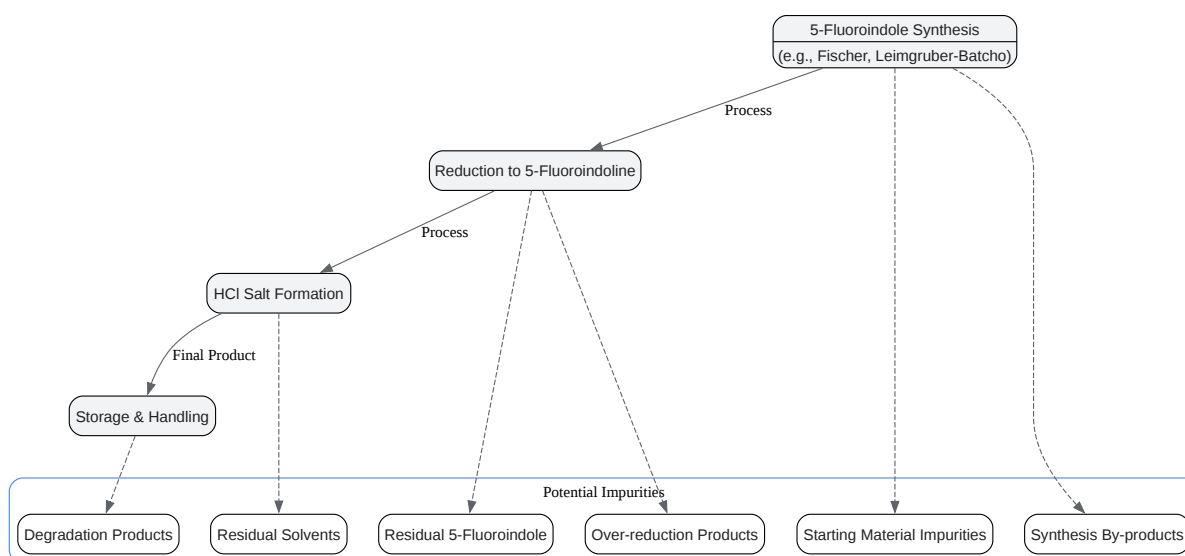 5-Fluoroindole Synthesis
(e.g., Fischer, Leimgruber-Batcho)
Process
Reduction to 5-Fluoroindoline
Process
HCl Salt Formation
Final Product
Storage & Handling
Potential Impurities
Degradation Products
Residual Solvents
Residual 5-Fluoroindole
Over-reduction Products
Starting Material Impurities
Synthesis By-products